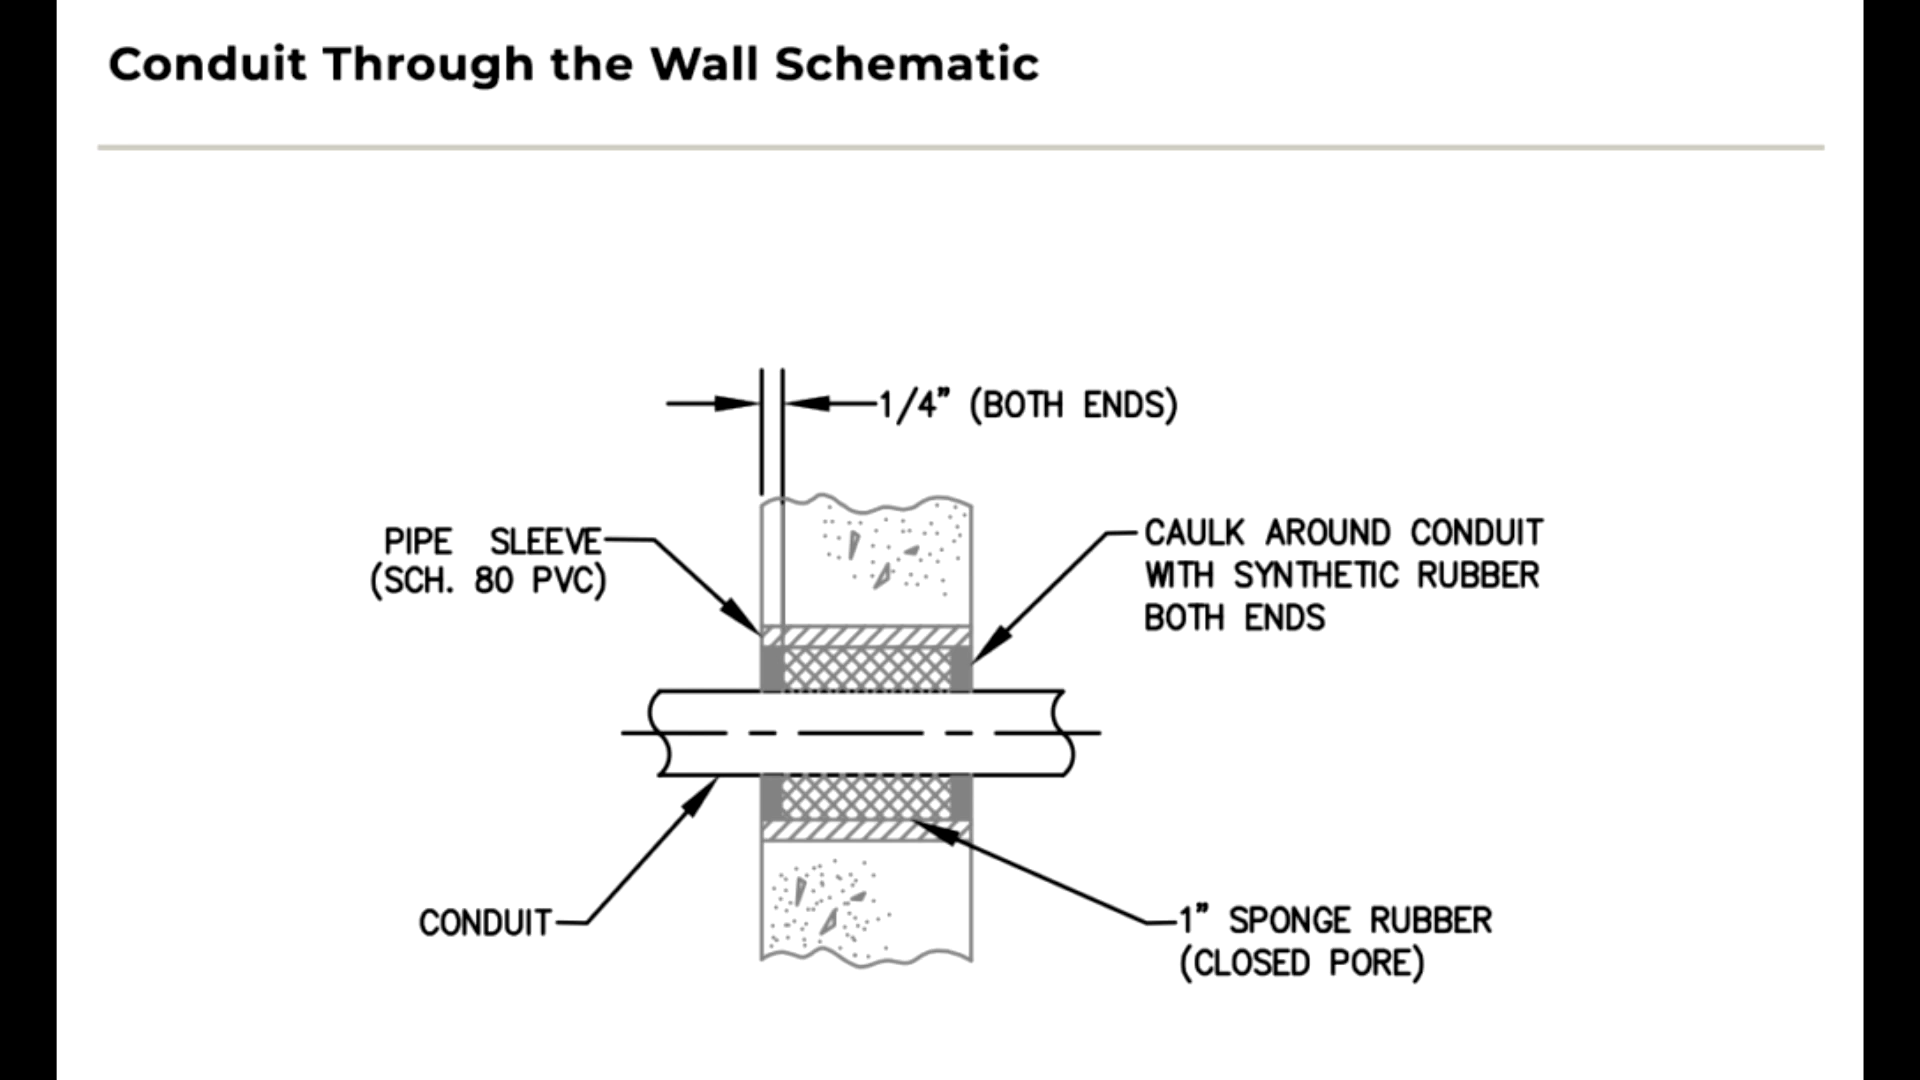 Conduit Through the Wall Schematic
1/4” (BOTH ENDS)
PIPE SLEEVE
(SCH. 80 PVC)
CAULK AROUND CONDUIT
WITH SYNTHETIC RUBBER
BOTH ENDS
CONDUIT
1” SPONGE RUBBER
(CLOSED PORE)